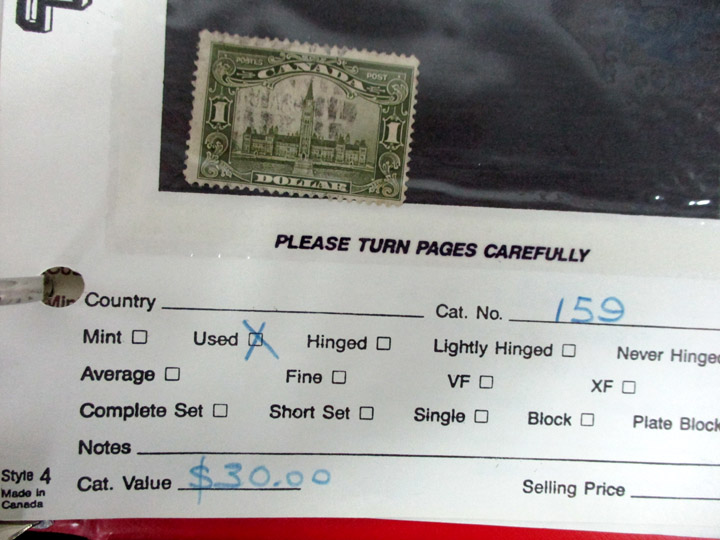 POSTES POST
CANADA
1 1
DOLLAR
PLEASE TURN PAGES CAREFULLY
Country Cat. No. 159
Mint Used X Hinged Lightly Hinged Never Hinge
Average Fine VF XF
Complete Set Short Set Single Block Plate Block
Notes
Style 4
Made in
Canada
Cat. Value $30.00 Selling Price